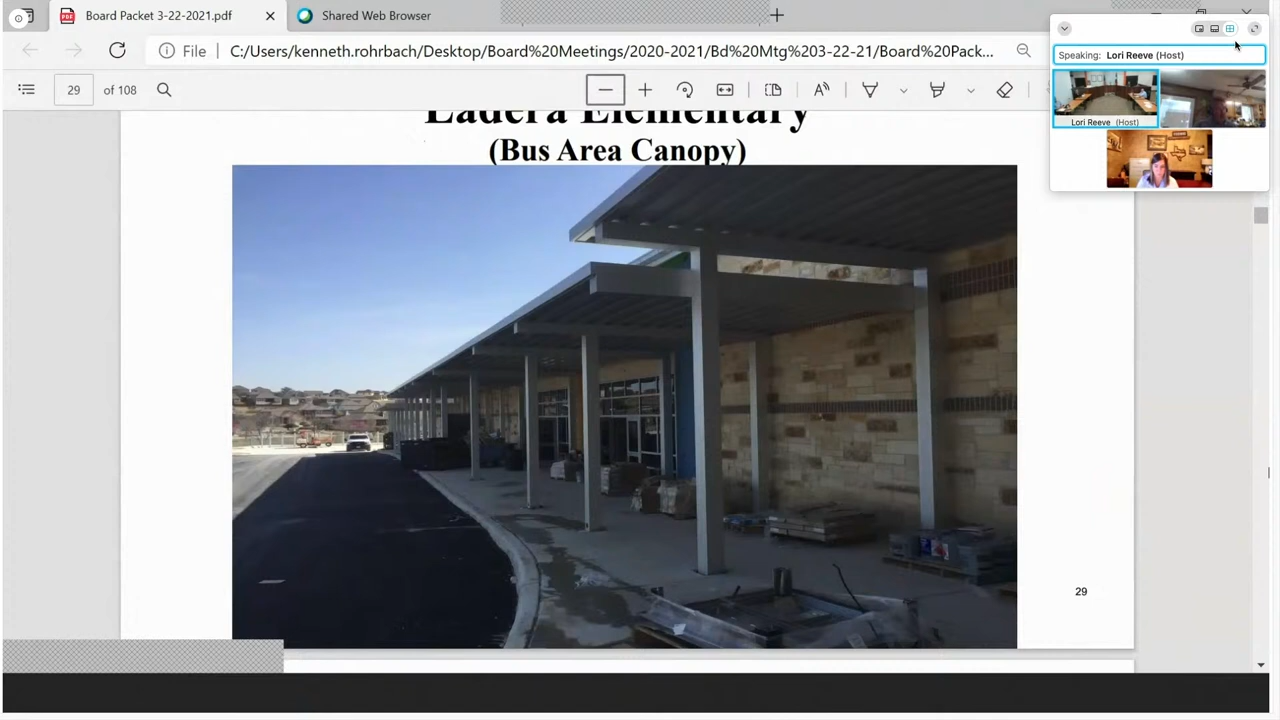 Board Packet 3-22-2021.pdf
Shared Web Browser
File
C:/Users/kenneth.rohrbach/Desktop/Board%20Meetings/2020-2021/Bd%20Mtg%203-22-21/Board%20Pack...
29 of 108
Speaking: Lori Reeve (Host)
Lori Reeve (Host)
Ladera Elementary
(Bus Area Canopy)
29